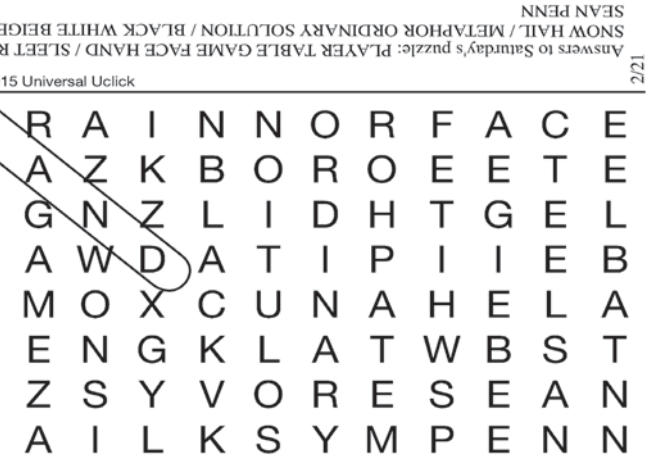 Answers to Saturday's puzzle: PLAYER TABLE GAME FACE HAND / SLEET
SNOW HAIL / METAPHOR ORDINARY SOLUTION / BLACK WHITE BEIGE
SEAN PENN
15 Universal Uclick
2/21
R A I N N O R F A C E
A Z K B O R O E E T E
G N Z L I D H T G E L
A W D A T I P I I E B
M O X C U N A H E L A
E N G K L A T W B S T
Z S Y V O R E S E A N
A I L K S Y M P E N N